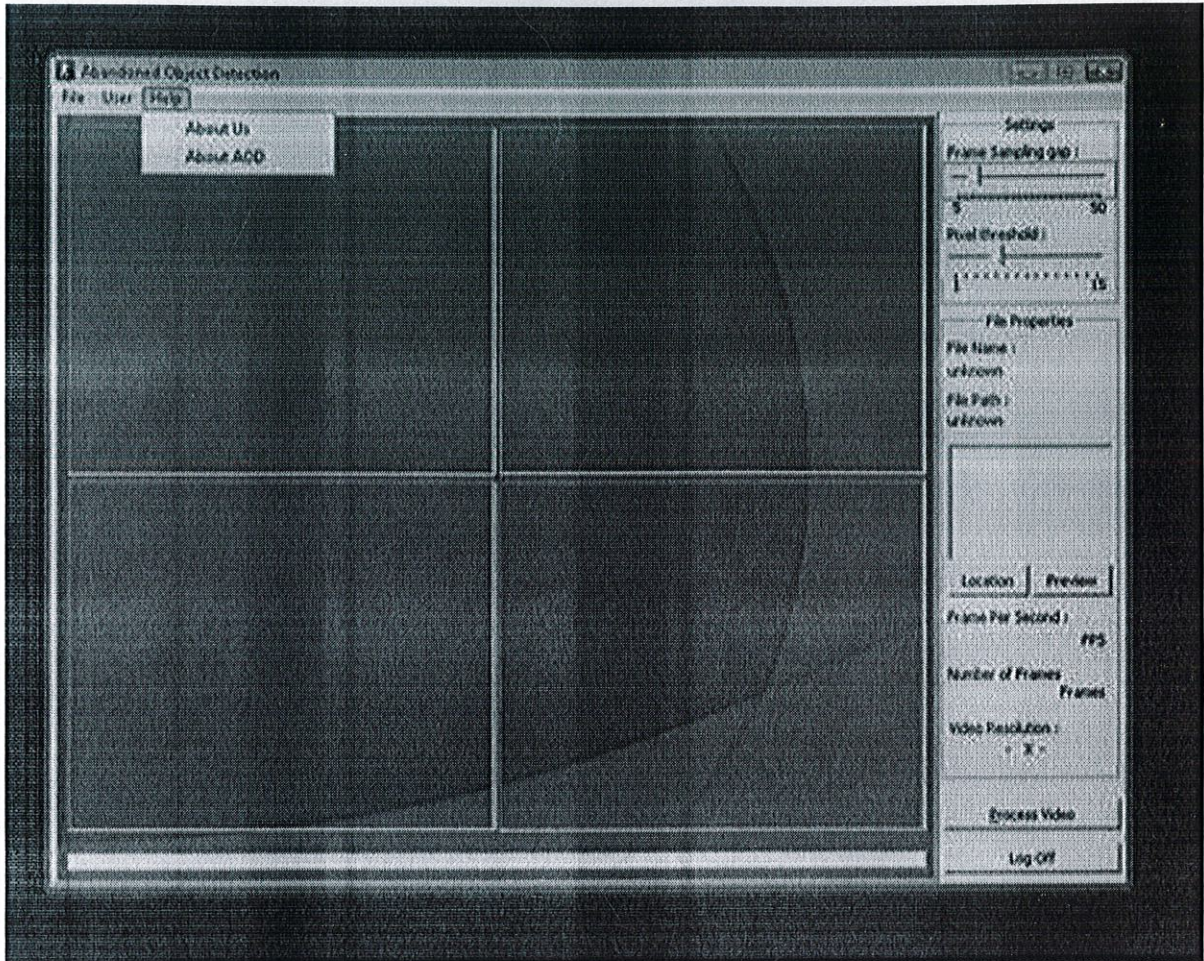 Abandoned Object Detection
File User Help
About Us
About AOD
Settings
Frame Sampling gap :
5 50
Pixel threshold :
1 15
File Properties
File Name :
unknown
File Path :
unknown
Location Preview
Frame Per Second :
FPS
Number of Frames
Frames
Video Resolution :
- X -
Process Video
Log Off